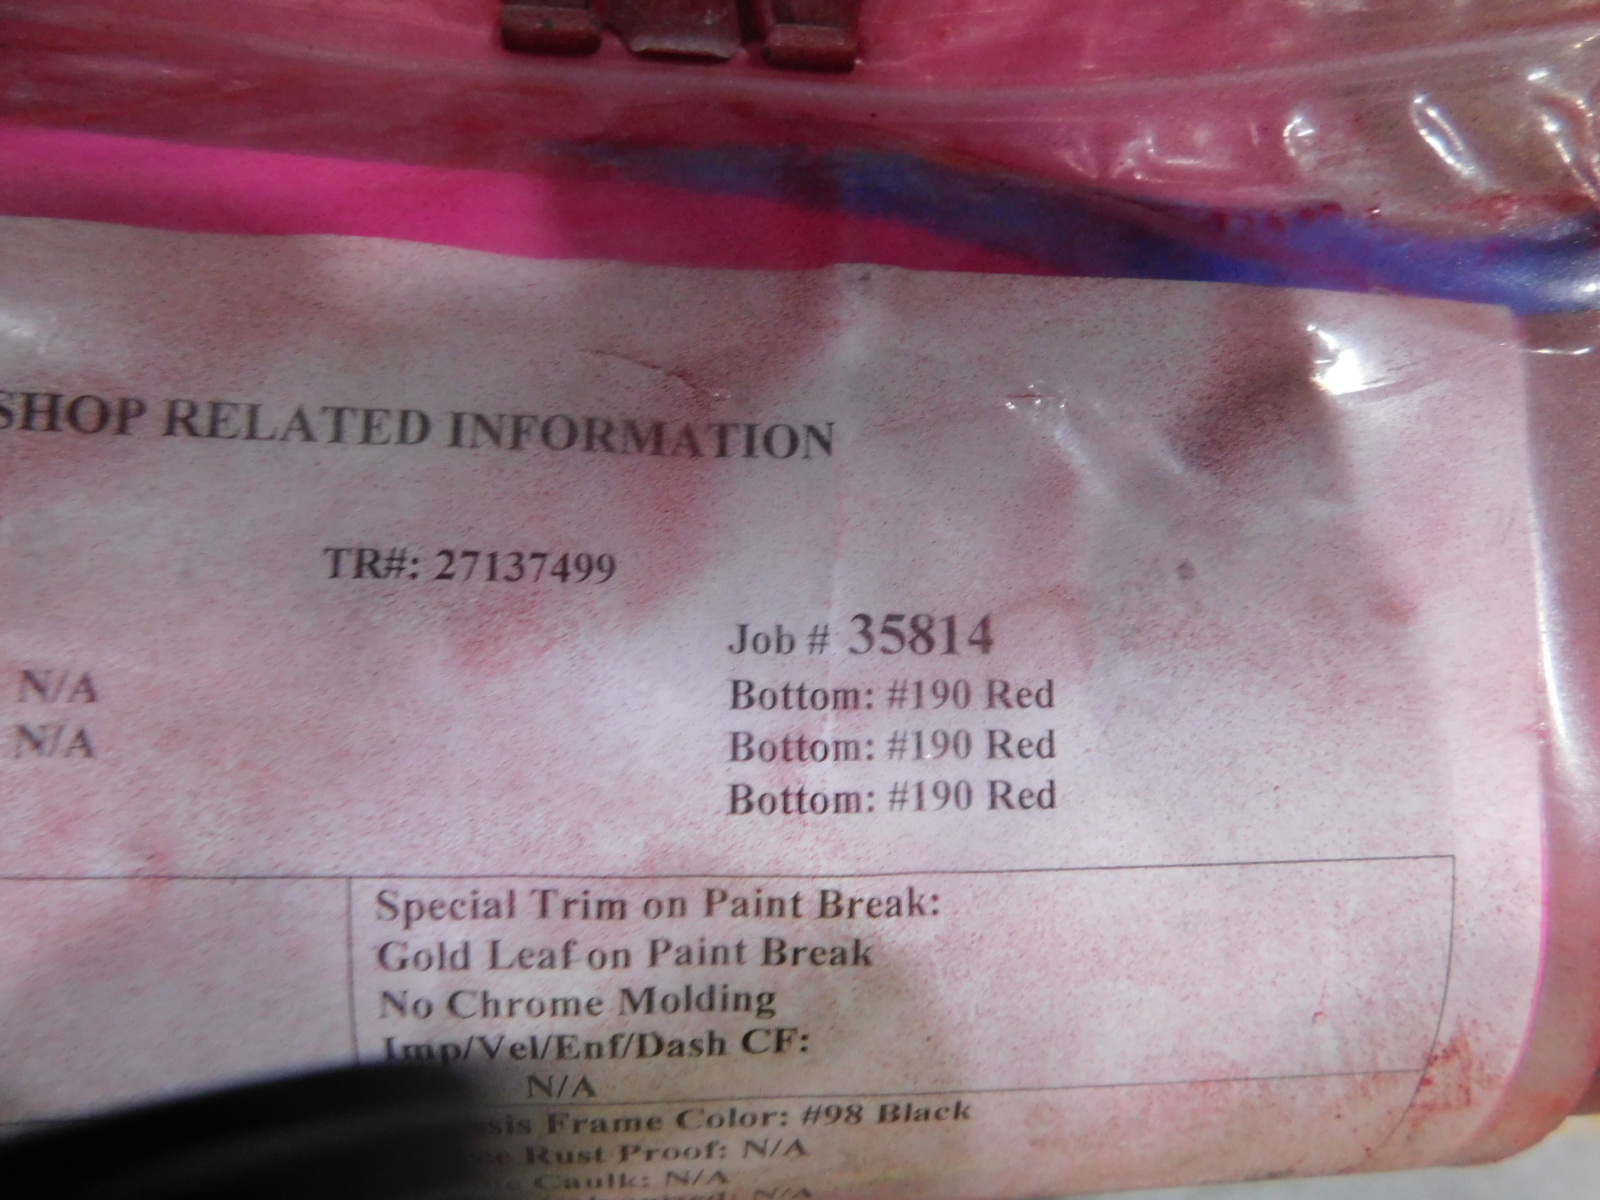 SHOP RELATED INFORMATION
TR#: 27137499
Job # 35814
N/A
Bottom: #190 Red
N/A
Bottom: #190 Red
Bottom: #190 Red
Special Trim on Paint Break:
Gold Leaf on Paint Break
No Chrome Molding
Imp/Vel/Enf/Dash CF:
N/A
Frame Color: #98 Black
Rust Proof: N/A
Caulk: N/A
N/A